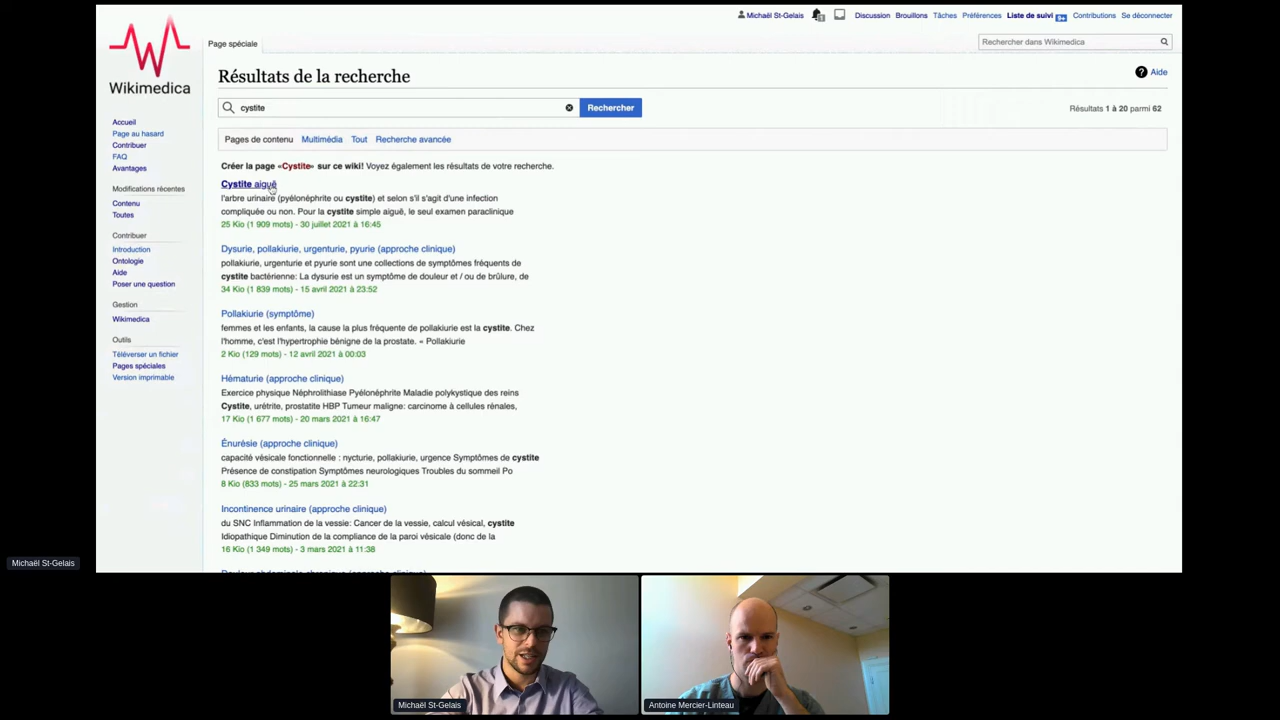 Michaël St-Gelais Discussion Brouillons Tâches Préférences Liste de suivi Contributions Se déconnecter
Page spéciale
Rechercher dans Wikimedica
Wikimedica
Résultats de la recherche
Aide
cystite
Rechercher
Résultats 1 à 20 parmi 62
Accueil
Page au hasard
Contribuer
FAQ
Avantages
Modifications récentes
Contenu
Toutes
Contribuer
Introduction
Ontologie
Aide
Poser une question
Gestion
Wikimedica
Outils
Téléverser un fichier
Pages spéciales
Version imprimable
Pages de contenu Multimédia Tout Recherche avancée
Créer la page «Cystite» sur ce wiki! Voyez également les résultats de votre recherche.
Cystite aiguë
l'arbre urinaire (pyélonéphrite ou cystite) et selon s'il s'agit d'une infection
compliquée ou non. Pour la cystite simple aiguë, le seul examen paraclinique
25 Kio (1 909 mots) - 30 juillet 2021 à 16:45
Dysurie, pollakiurie, urgenturie, pyurie (approche clinique)
pollakiurie, urgenturie et pyurie sont une collections de symptômes fréquents de
cystite bactérienne: La dysurie est un symptôme de douleur et / ou de brûlure, de
34 Kio (1 839 mots) - 15 avril 2021 à 23:52
Pollakiurie (symptôme)
femmes et les enfants, la cause la plus fréquente de pollakiurie est la cystite. Chez
l'homme, c'est l'hypertrophie bénigne de la prostate. « Pollakiurie
2 Kio (129 mots) - 12 avril 2021 à 00:03
Hématurie (approche clinique)
Exercice physique Néphrolithiase Pyélonéphrite Maladie polykystique des reins
Cystite, urétrite, prostatite HBP Tumeur maligne: carcinome à cellules rénales,
17 Kio (1 677 mots) - 20 mars 2021 à 16:47
Énurésie (approche clinique)
capacité vésicale fonctionnelle : nycturie, pollakiurie, urgence Symptômes de cystite
Présence de constipation Symptômes neurologiques Troubles du sommeil Po
8 Kio (833 mots) - 25 mars 2021 à 22:31
Incontinence urinaire (approche clinique)
du SNC Inflammation de la vessie: Cancer de la vessie, calcul vésical, cystite
Idiopathique Diminution de la compliance de la paroi vésicale (donc de la
16 Kio (1 349 mots) - 3 mars 2021 à 11:38
Michaël St-Gelais
Michaël St-Gelais
Antoine Mercier-Linteau